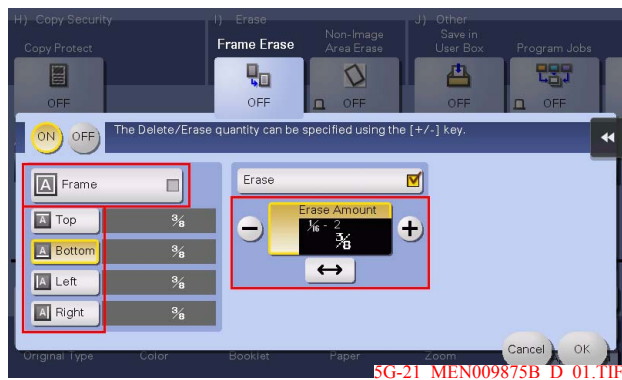 H) Copy Security
I) Erase
J) Other
Copy Protect
Frame Erase
Non-Image
Area Erase
Save in
User Box
Program Jobs
OFF
OFF
OFF
OFF
OFF
ON
OFF
The Delete/Erase quantity can be specified using the [+/-] key.
A Frame
Erase
A Top
3/8
Erase Amount
1/16 - 2
3/8
A Bottom
3/8
A Left
3/8
A Right
3/8
Cancel
OK
Original Type
Color
Booklet
Paper
Zoom
5G-21_MEN009875B_D_01.TIF